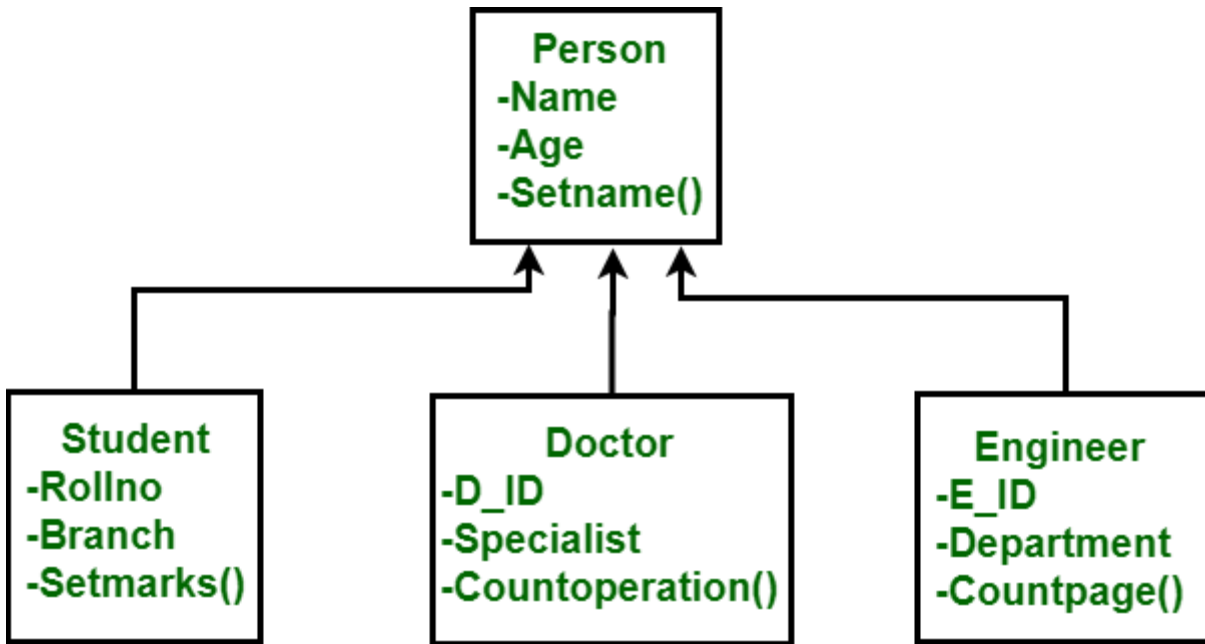 Person
-Name
-Age
-Setname()
Student
-Rollno
-Branch
-Setmarks()
Doctor
-D_ID
-Specialist
-Countoperation()
Engineer
-E_ID
-Department
-Countpage()